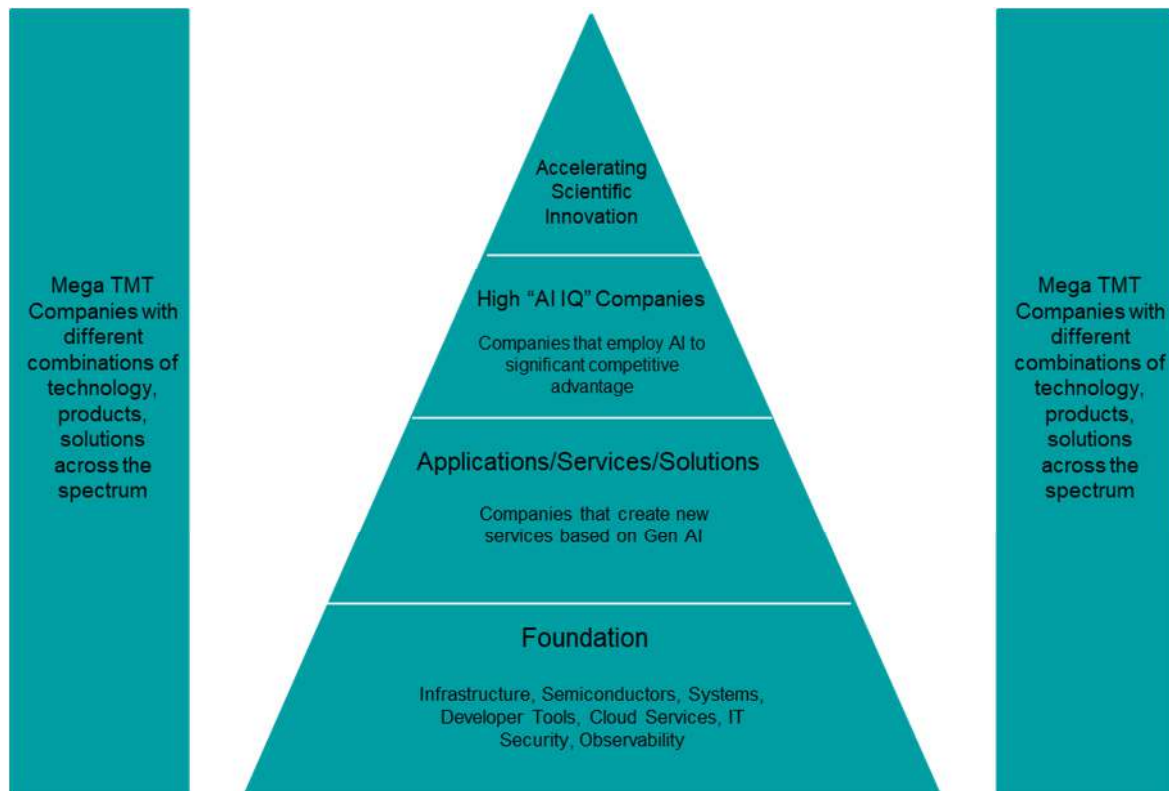 Mega TMT
Companies with
different
combinations of
technology,
products,
solutions
across the
spectrum
Accelerating
Scientific
Innovation
High “AI IQ” Companies
Companies that employ AI to
significant competitive
advantage
Applications/Services/Solutions
Companies that create new
services based on Gen AI
Foundation
Infrastructure, Semiconductors, Systems,
Developer Tools, Cloud Services, IT
Security, Observability
Mega TMT
Companies with
different
combinations of
technology,
products,
solutions
across the
spectrum